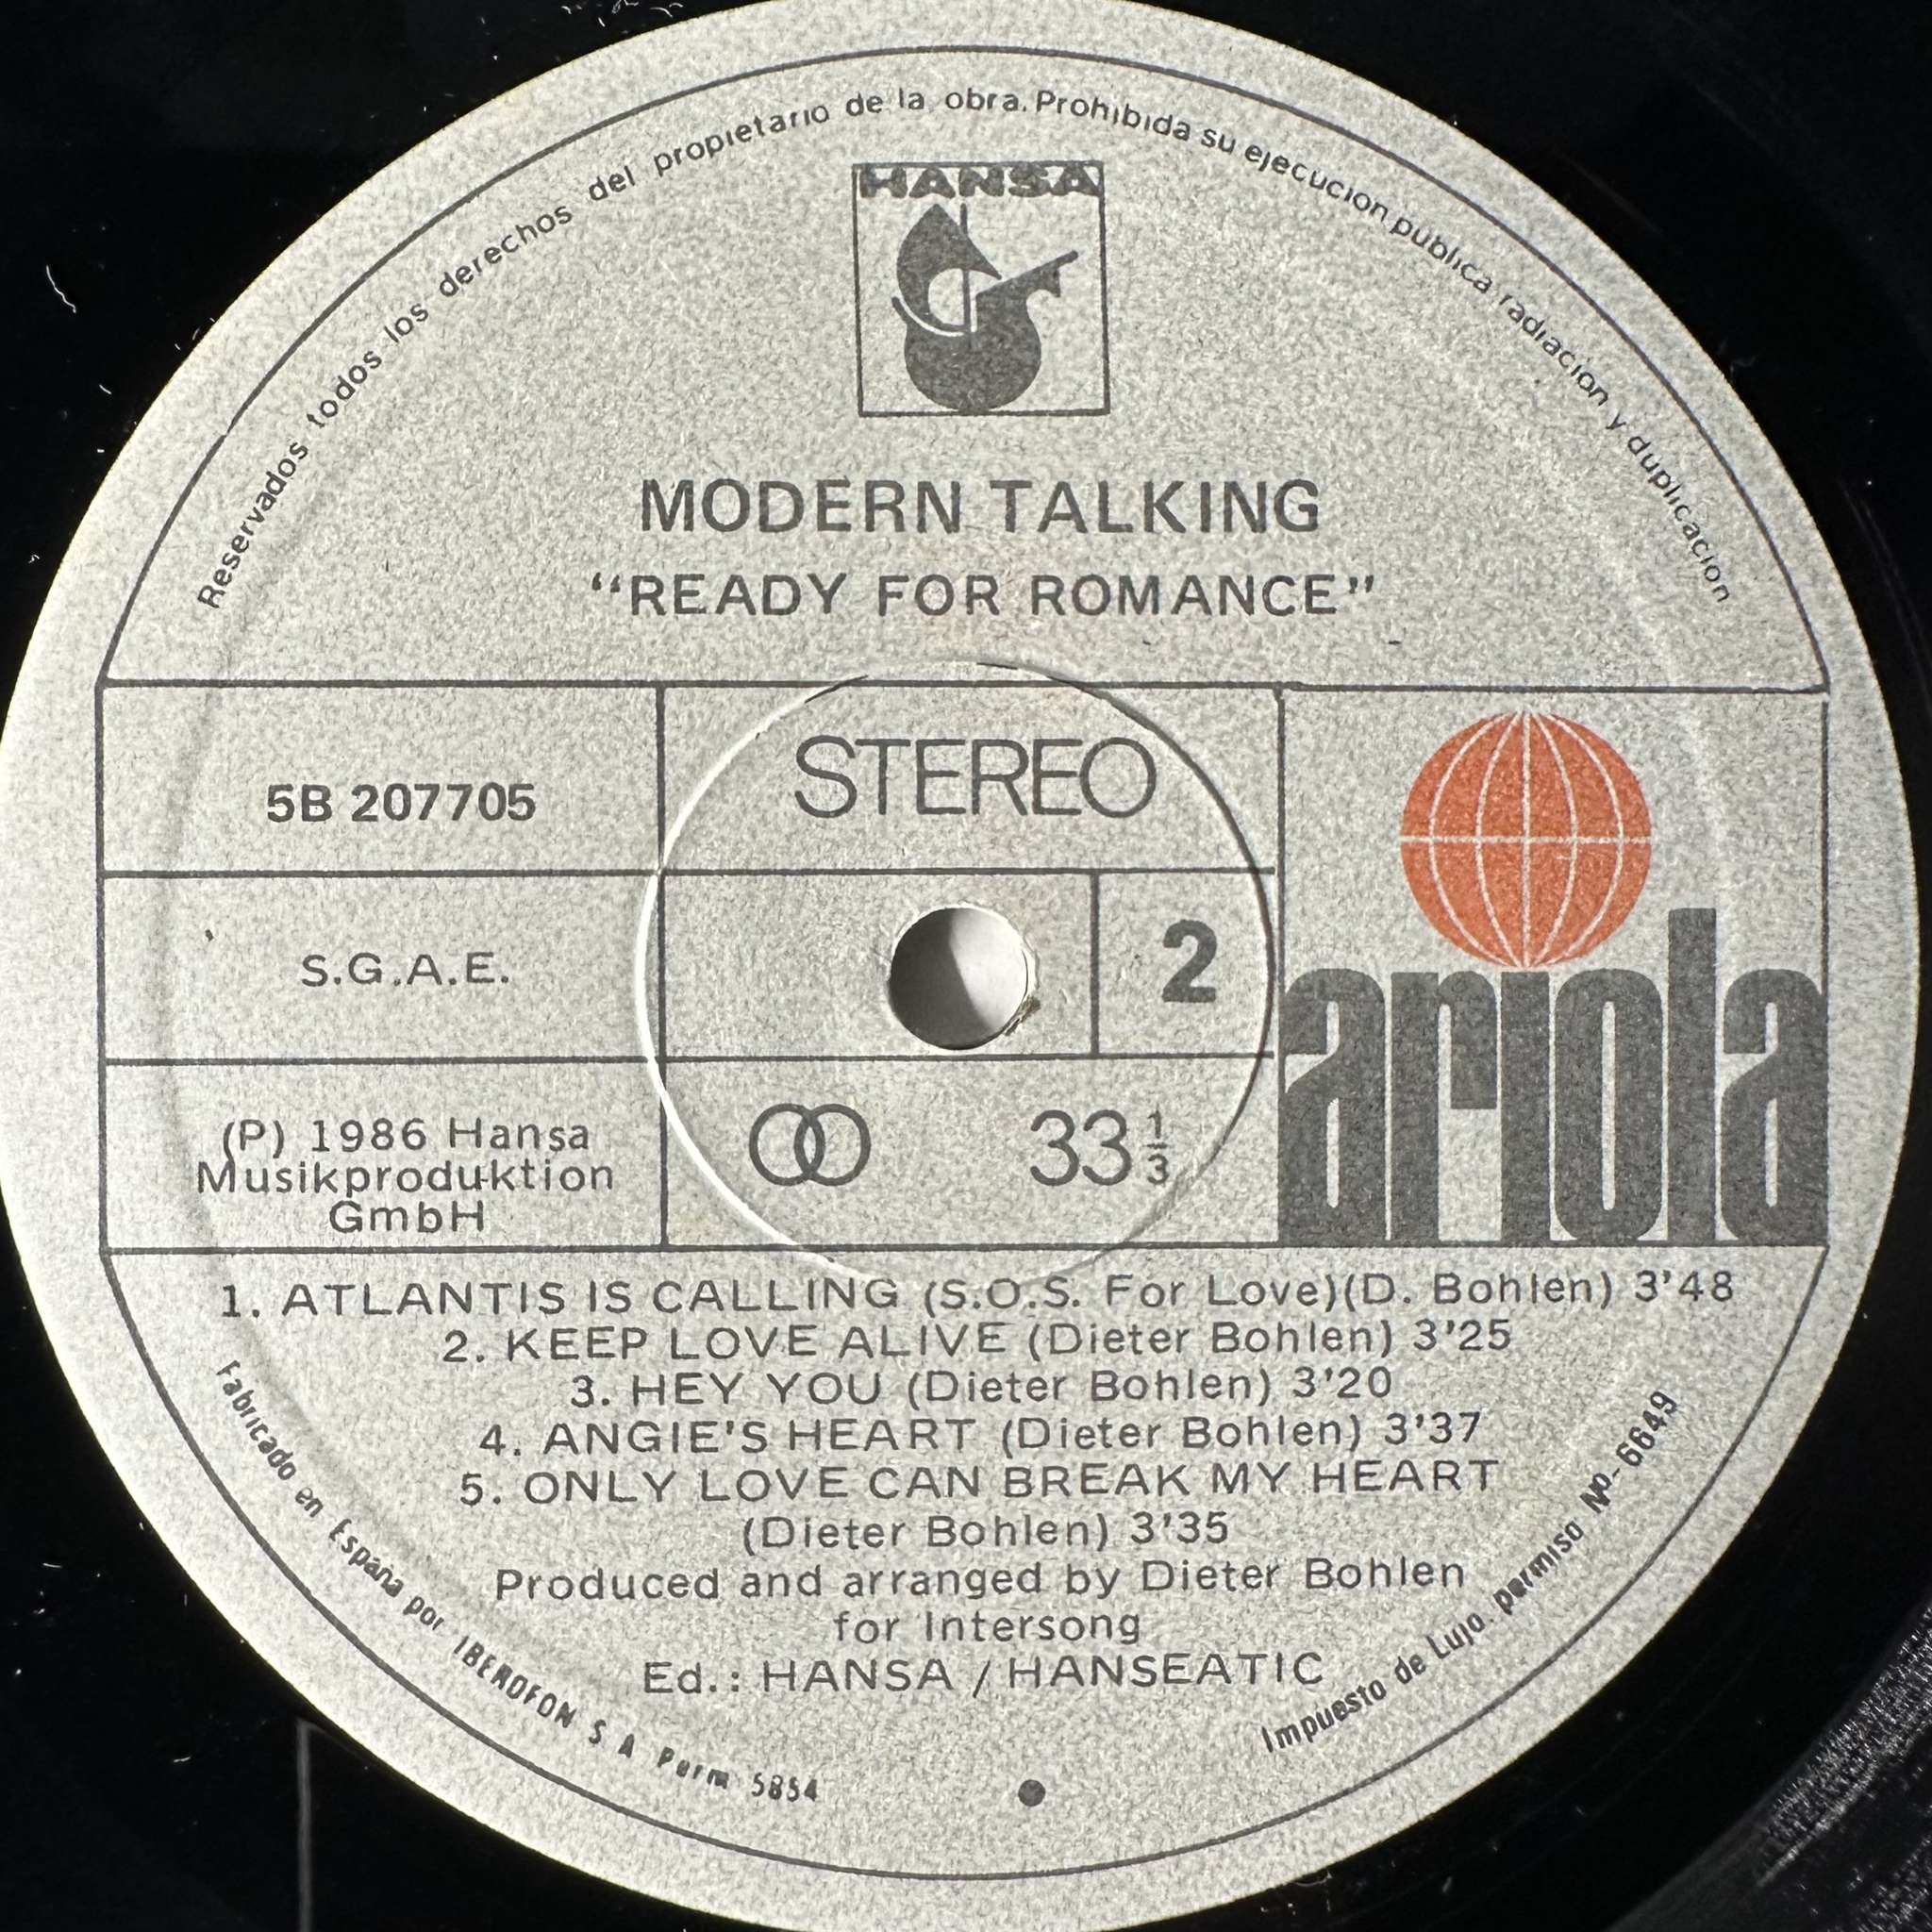 Reservados todos los derechos del propietario de la obra. Prohibida su ejecucion publica radiacion y duplicacion
HANSA
MODERN TALKING
“READY FOR ROMANCE”
5B 207705
STEREO
S.G.A.E.
2
ariola
(P) 1986 Hansa
Musikproduktion
GmbH
33 1/3
1. ATLANTIS IS CALLING (S.O.S. For Love)(D. Bohlen) 3'48
2. KEEP LOVE ALIVE (Dieter Bohlen) 3'25
3. HEY YOU (Dieter Bohlen) 3'20
4. ANGIE'S HEART (Dieter Bohlen) 3'37
5. ONLY LOVE CAN BREAK MY HEART
(Dieter Bohlen) 3'35
Produced and arranged by Dieter Bohlen
for Intersong
Ed.: HANSA / HANSEATIC
Fabricado en España por IBEROFON S A Perm 5854
Impuesto de Lujo. permiso Nº- 6649